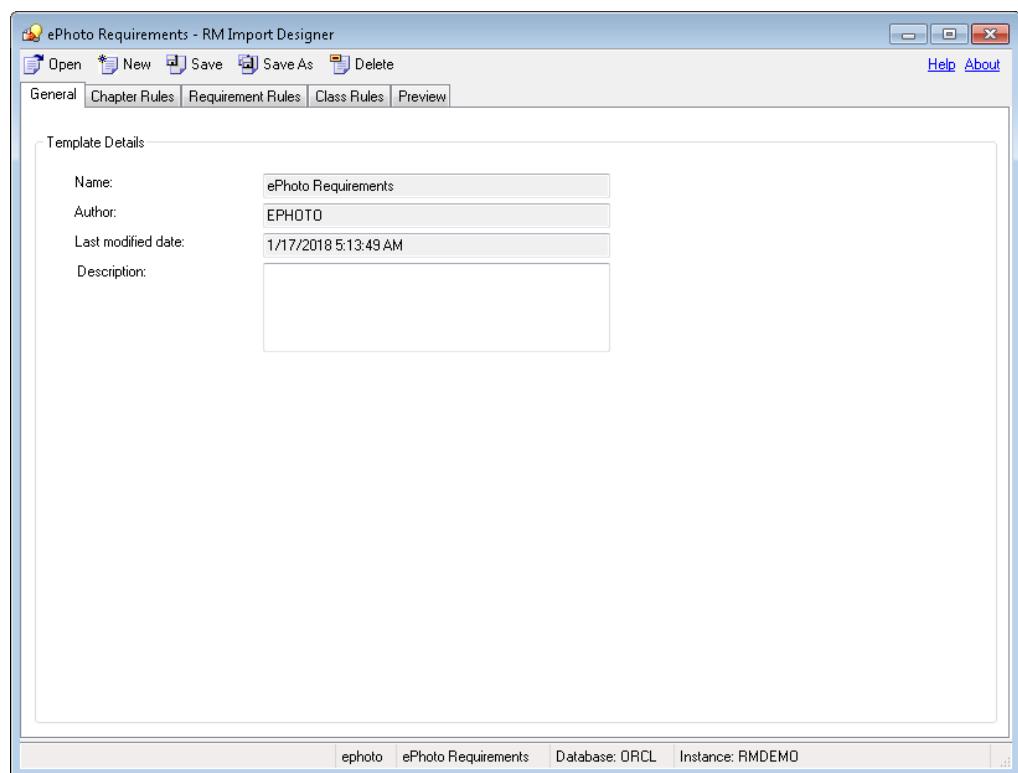 ePhoto Requirements - RM Import Designer
Open New Save Save As Delete Help About
General Chapter Rules Requirement Rules Class Rules Preview
Template Details
Name: ePhoto Requirements
Author: EPHOTO
Last modified date: 1/17/2018 5:13:49 AM
Description:
ephoto ePhoto Requirements Database: ORCL Instance: RMDEMO